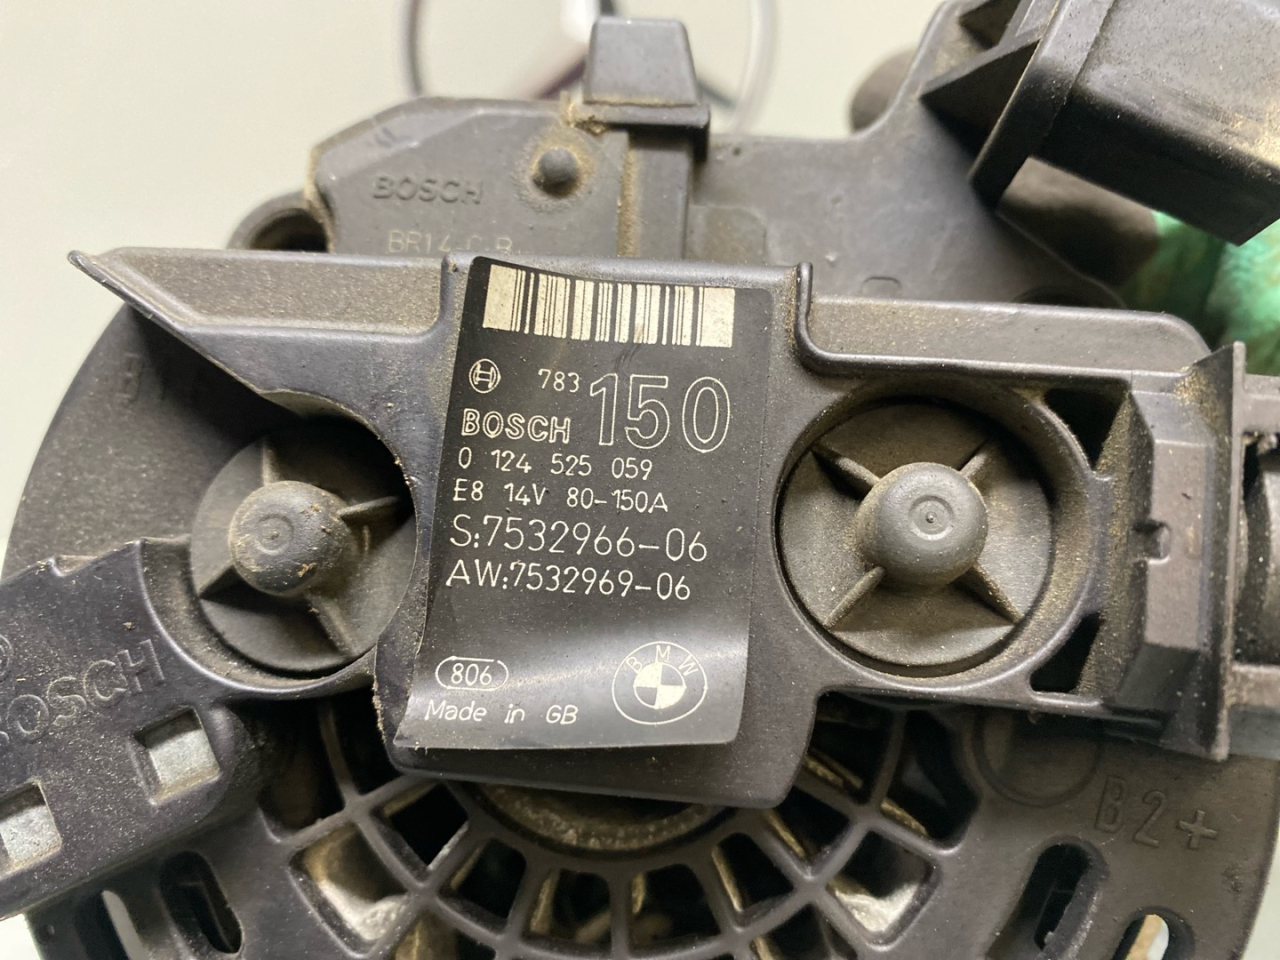 BOSCH
BR14-C
783
150
BOSCH
0 124 525 059
E8 14V 80-150A
S:7532966-06
AW:7532969-06
806
BMW
Made in GB
BOSCH
B2+